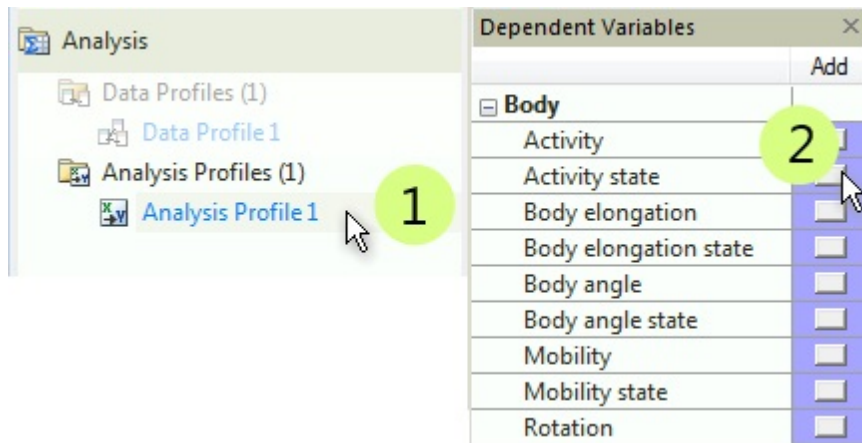 Analysis
Data Profiles (1)
Data Profile 1
Analysis Profiles (1)
Analysis Profile 1
1
Dependent Variables
Add
Body
Activity
2
Activity state
Body elongation
Body elongation state
Body angle
Body angle state
Mobility
Mobility state
Rotation